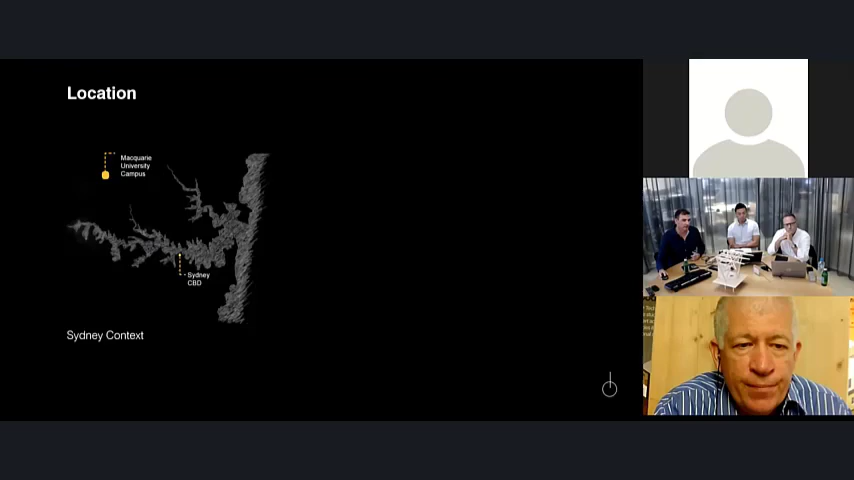 Location
Macquarie
University
Campus
Sydney
CBD
Sydney Context